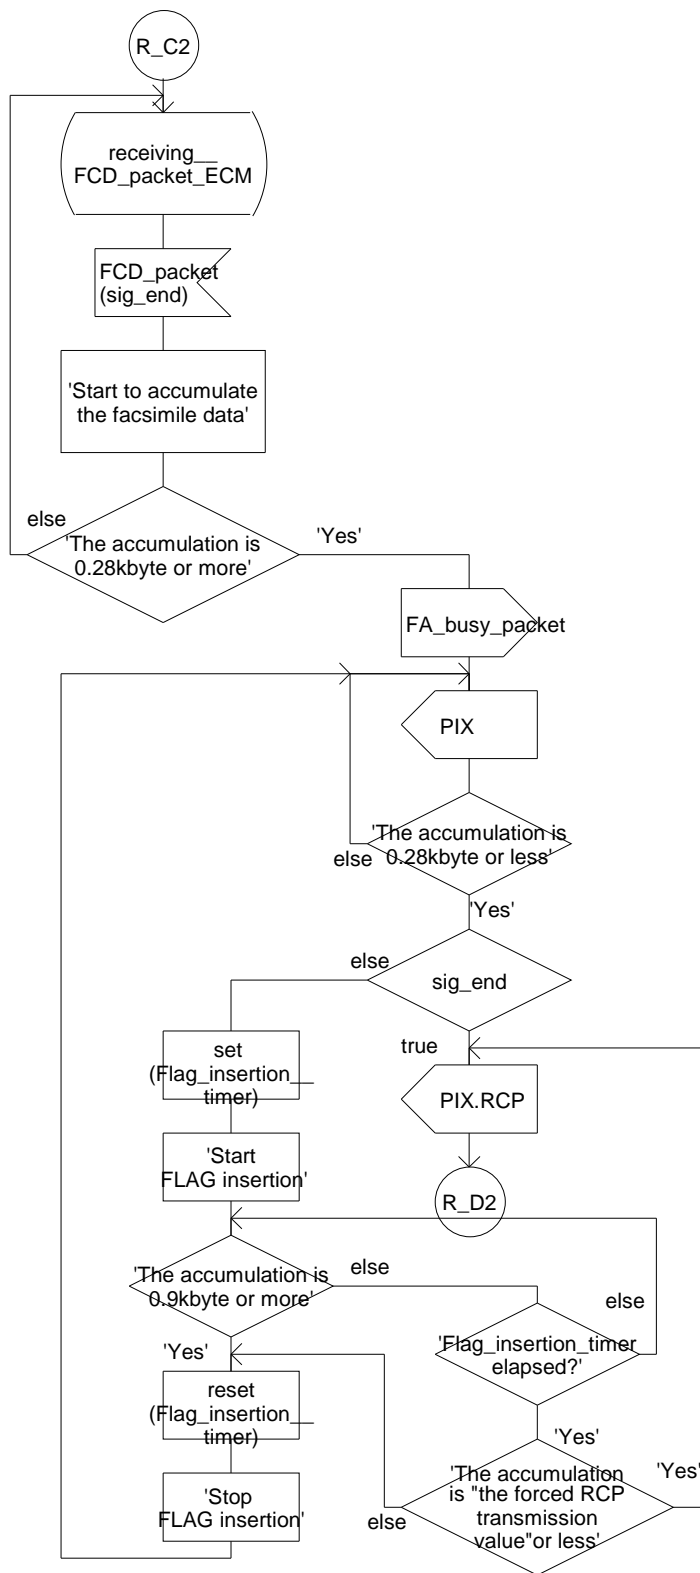 R_C2
receiving__
FCD_packet_ECM
FCD_packet
(sig_end)
'Start to accumulate
the facsimile data'
else
'The accumulation is
0.28kbyte or more'
'Yes'
FA_busy_packet
PIX
'The accumulation is
0.28kbyte or less'
else
'Yes'
sig_end
else
true
set
(Flag_insertion__
timer)
PIX.RCP
'Start
FLAG insertion'
R_D2
'The accumulation is
0.9kbyte or more'
else
else
'Flag_insertion_timer
elapsed?'
'Yes'
reset
(Flag_insertion__
timer)
'Yes'
'The accumulation
is "the forced RCP
transmission
value"or less'
'Yes'
else
'Stop
FLAG insertion'